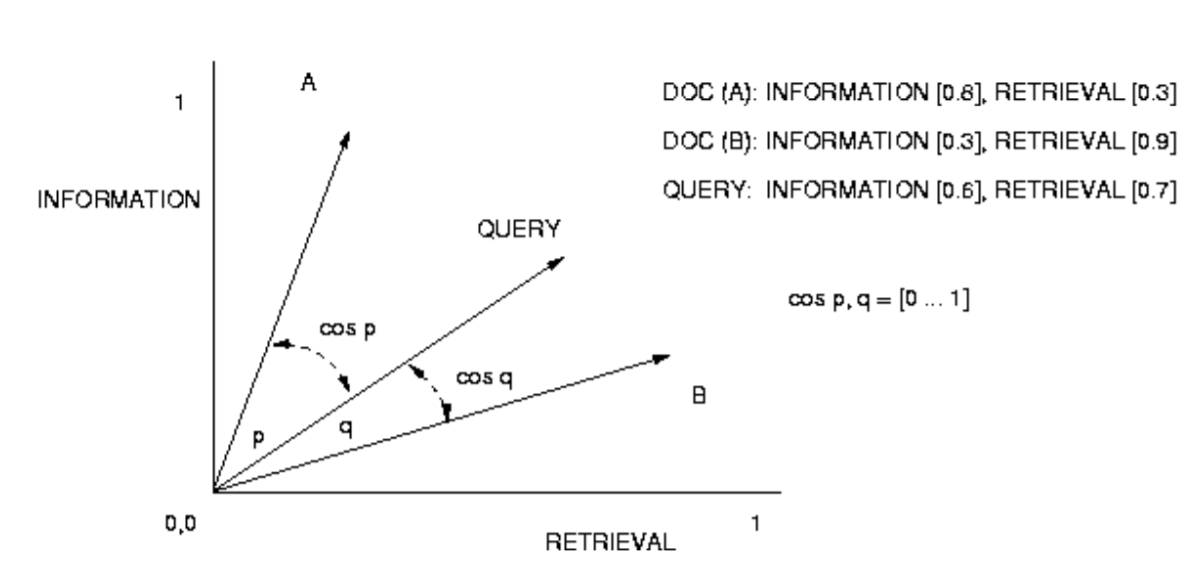 A
1
DOC (A): INFORMATION [0.8], RETRIEVAL [0.3]
DOC (B): INFORMATION [0.3], RETRIEVAL [0.9]
INFORMATION
QUERY: INFORMATION [0.6], RETRIEVAL [0.7]
QUERY
cos p, q = [0 ... 1]
cos p
cos q
B
p
q
0,0
1
RETRIEVAL